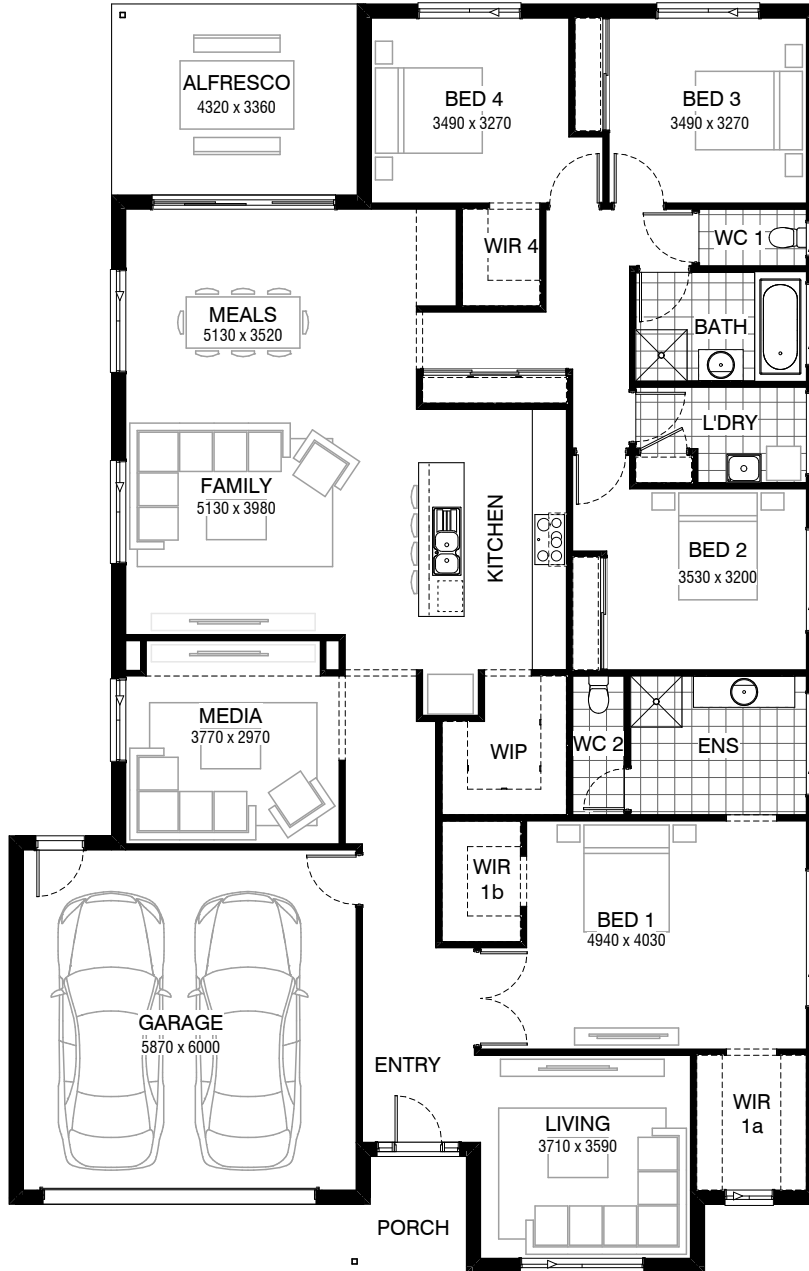 ALFRESCO
4320 x 3360
BED 4
3490 x 3270
BED 3
3490 x 3270
WIR 4
WC 1
MEALS
5130 x 3520
BATH
L'DRY
FAMILY
5130 x 3980
KITCHEN
BED 2
3530 x 3200
MEDIA
3770 x 2970
WIP
WC 2
ENS
WIR
1b
BED 1
4940 x 4030
GARAGE
5870 x 6000
ENTRY
LIVING
3710 x 3590
WIR
1a
PORCH